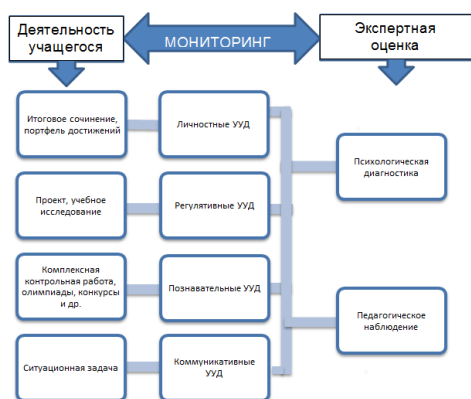 Деятельность
учащегося
МОНИТОРИНГ
Экспертная
оценка
Итоговое сочинение,
портфель достижений
Личностные УУД
Психологическая
диагностика
Проект, учебное
исследование
Регулятивные УУД
Комплексная
контрольная работа,
олимпиады, конкурсы
и др.
Познавательные УУД
Педагогическое
наблюдение
Ситуационная задача
Коммуникативные
УУД